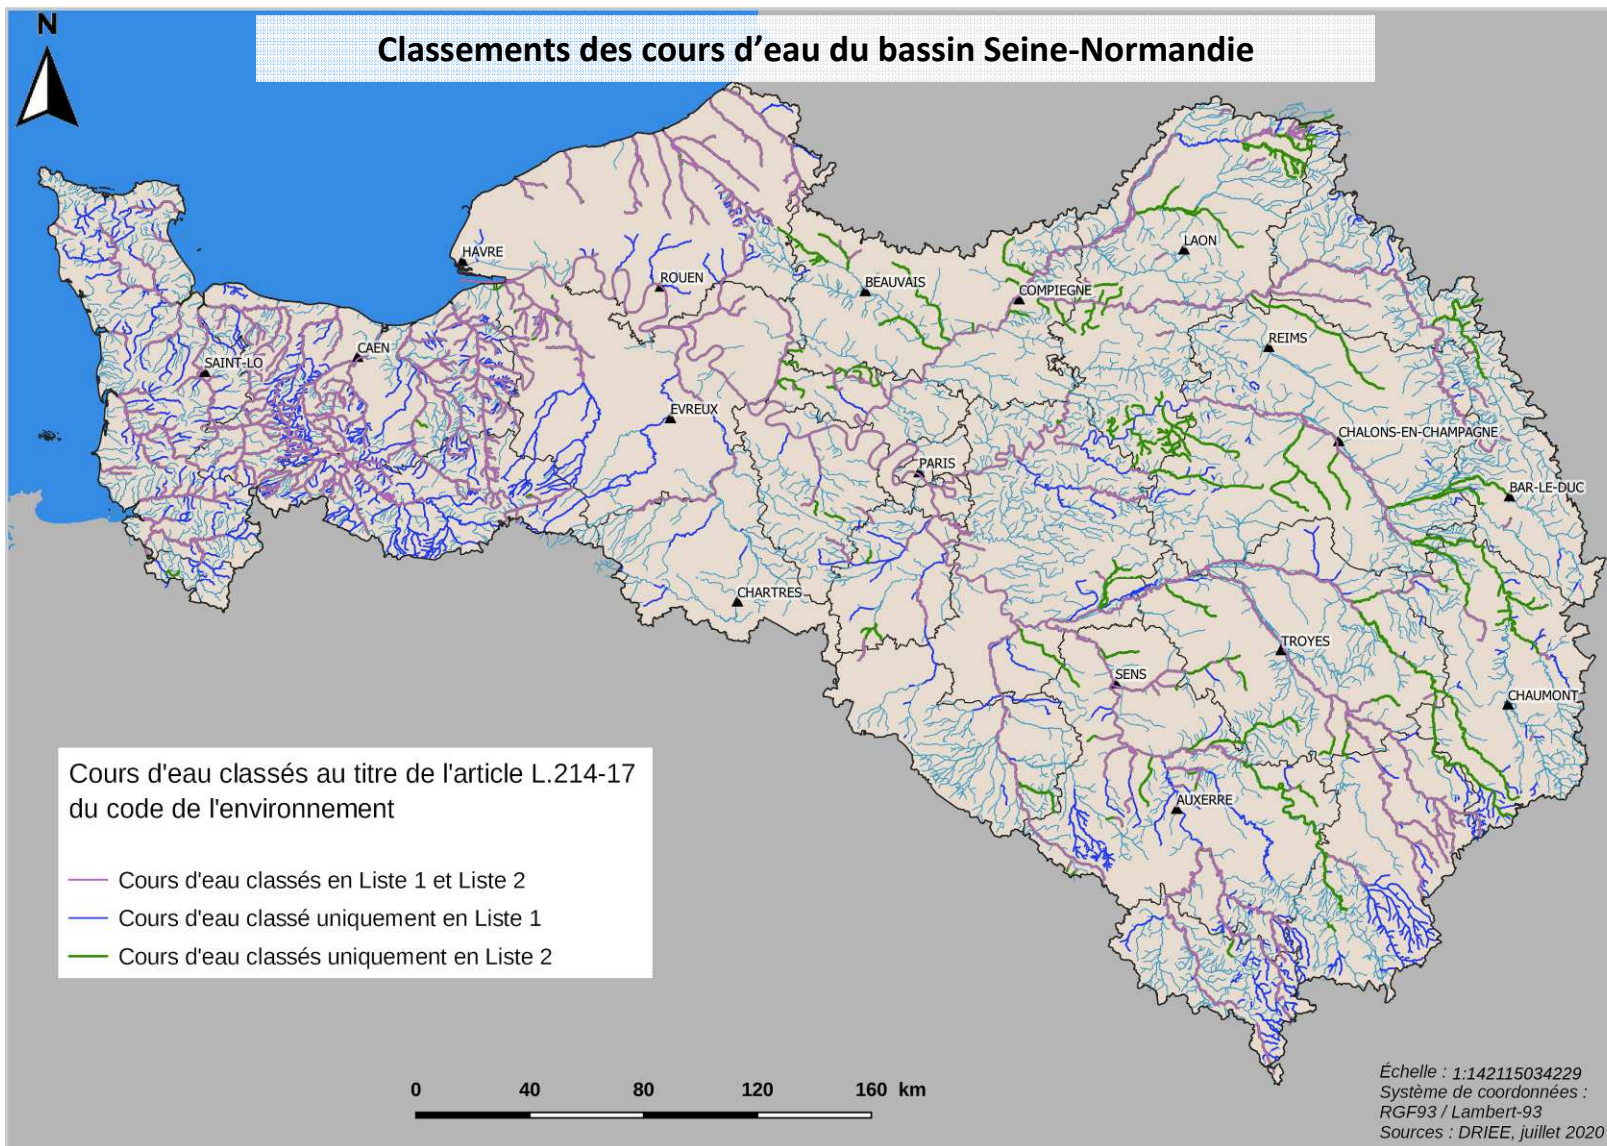 N
Classements des cours d’eau du bassin Seine-Normandie
HAVRE
ROUEN
BEAUVAIS
COMPIEGNE
LAON
REIMS
SAINT-LO
CAEN
EVREUX
PARIS
CHALONS-EN-CHAMPAGNE
BAR-LE-DUC
CHARTRES
TROYES
SENS
CHAUMONT
AUXERRE
Cours d'eau classés au titre de l'article L.214-17
du code de l'environnement
Cours d'eau classés en Liste 1 et Liste 2
Cours d'eau classé uniquement en Liste 1
Cours d'eau classés uniquement en Liste 2
0 40 80 120 160 km
Échelle : 1:142115034229
Système de coordonnées :
RGF93 / Lambert-93
Sources : DRIEE, juillet 2020